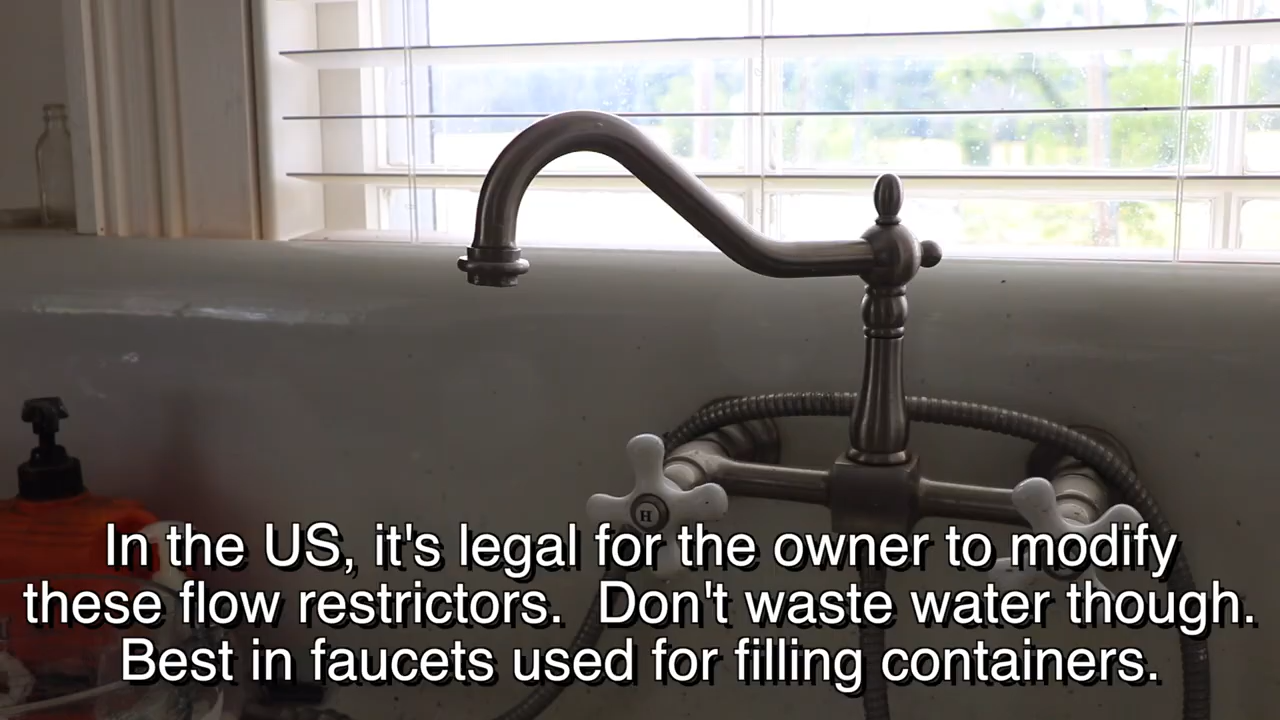 H
In the US, it's legal for the owner to modify
these flow restrictors.  Don't waste water though.
Best in faucets used for filling containers.